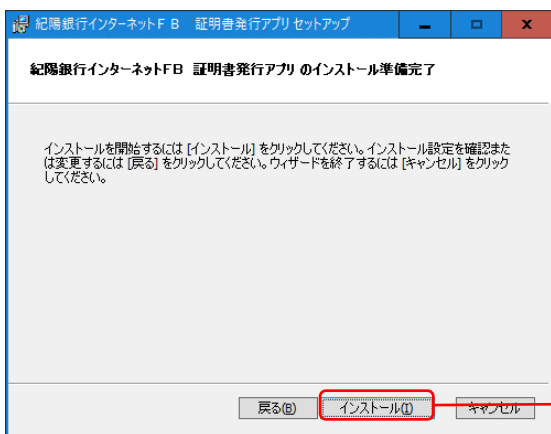 紀陽銀行インターネットＦＢ　証明書発行アプリ セットアップ
紀陽銀行インターネットFB 証明書発行アプリ のインストール準備完了
インストールを開始するには [インストール] をクリックしてください。インストール設定を確認また
は変更するには [戻る] をクリックしてください。ウィザードを終了するには [キャンセル] をクリック
してください。
戻る(B) インストール(I) キャンセル